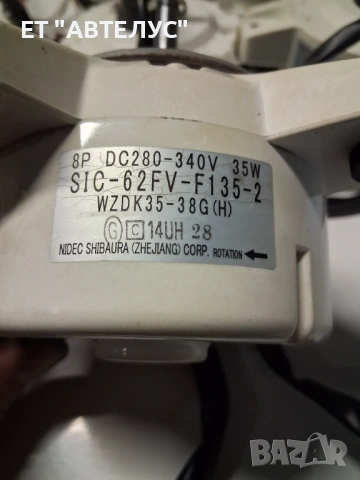 ЕТ "АВТЕЛУС"
8P DC280-340V 35W
SIC-62FV-F135-2
WZDK35-38G(H)
G C 14UH 28
NIDEC SHIBAURA (ZHEJIANG) CORP. ROTATION ←
BAZAR